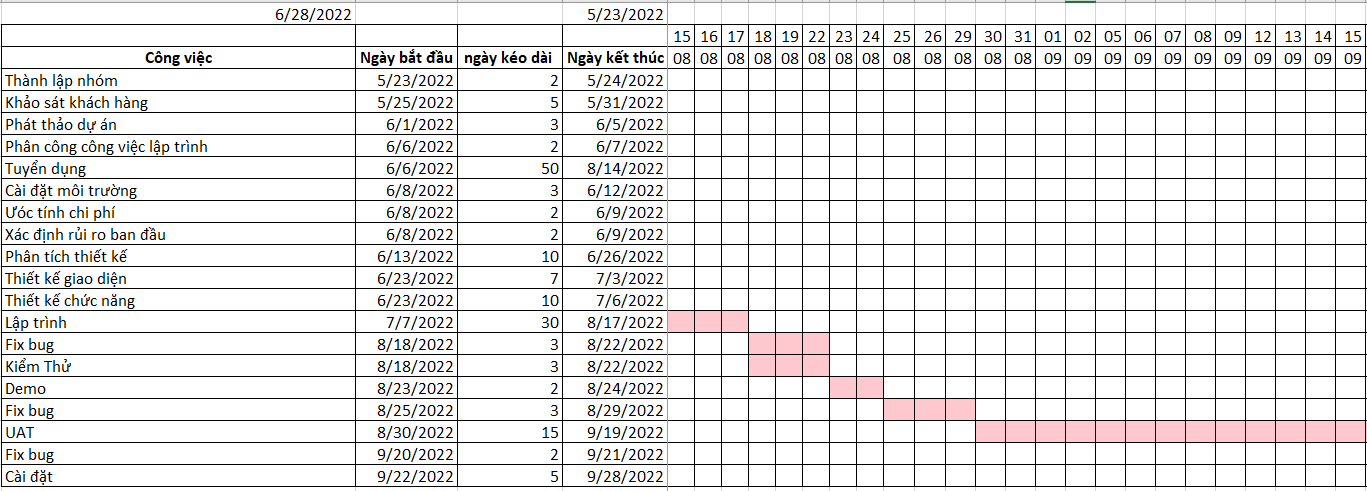 6/28/2022 5/23/2022
15 16 17 18 19 22 23 24 25 26 29 30 31 01 02 05 06 07 08 09 12 13 14 15
Công việc Ngày bắt đầu ngày kéo dài Ngày kết thúc 08 08 08 08 08 08 08 08 08 08 08 08 08 09 09 09 09 09 09 09 09 09 09 09
Thành lập nhóm 5/23/2022 2 5/24/2022
Khảo sát khách hàng 5/25/2022 5 5/31/2022
Phát thảo dự án 6/1/2022 3 6/5/2022
Phân công công việc lập trình 6/6/2022 2 6/7/2022
Tuyển dụng 6/6/2022 50 8/14/2022
Cài đặt môi trường 6/8/2022 3 6/12/2022
Ước tính chi phí 6/8/2022 2 6/9/2022
Xác định rủi ro ban đầu 6/8/2022 2 6/9/2022
Phân tích thiết kế 6/13/2022 10 6/26/2022
Thiết kế giao diện 6/23/2022 7 7/3/2022
Thiết kế chức năng 6/23/2022 10 7/6/2022
Lập trình 7/7/2022 30 8/17/2022
Fix bug 8/18/2022 3 8/22/2022
Kiểm Thử 8/18/2022 3 8/22/2022
Demo 8/23/2022 2 8/24/2022
Fix bug 8/25/2022 3 8/29/2022
UAT 8/30/2022 15 9/19/2022
Fix bug 9/20/2022 2 9/21/2022
Cài đặt 9/22/2022 5 9/28/2022